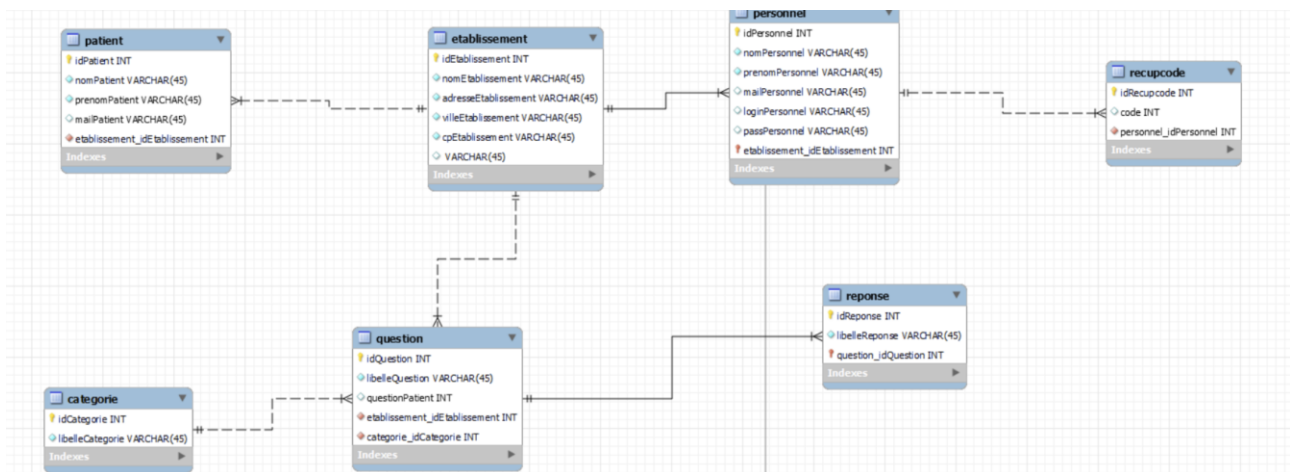 patient
idPatient INT
nomPatient VARCHAR(45)
prenomPatient VARCHAR(45)
mailPatient VARCHAR(45)
etablissement_idEtablissement INT
Indexes
etablissement
idEtablissement INT
nomEtablissement VARCHAR(45)
adresseEtablissement VARCHAR(45)
villeEtablissement VARCHAR(45)
cpEtablissement VARCHAR(45)
VARCHAR(45)
Indexes
personnel
idPersonnel INT
nomPersonnel VARCHAR(45)
prenomPersonnel VARCHAR(45)
mailPersonnel VARCHAR(45)
loginPersonnel VARCHAR(45)
passPersonnel VARCHAR(45)
etablissement_idEtablissement INT
Indexes
recupcode
idRecupcode INT
code INT
personnel_idPersonnel INT
Indexes
reponse
idReponse INT
libelleReponse VARCHAR(45)
question_idQuestion INT
Indexes
question
idQuestion INT
libelleQuestion VARCHAR(45)
questionPatient INT
etablissement_idEtablissement INT
categorie_idCategorie INT
Indexes
categorie
idCategorie INT
libelleCategorie VARCHAR(45)
Indexes